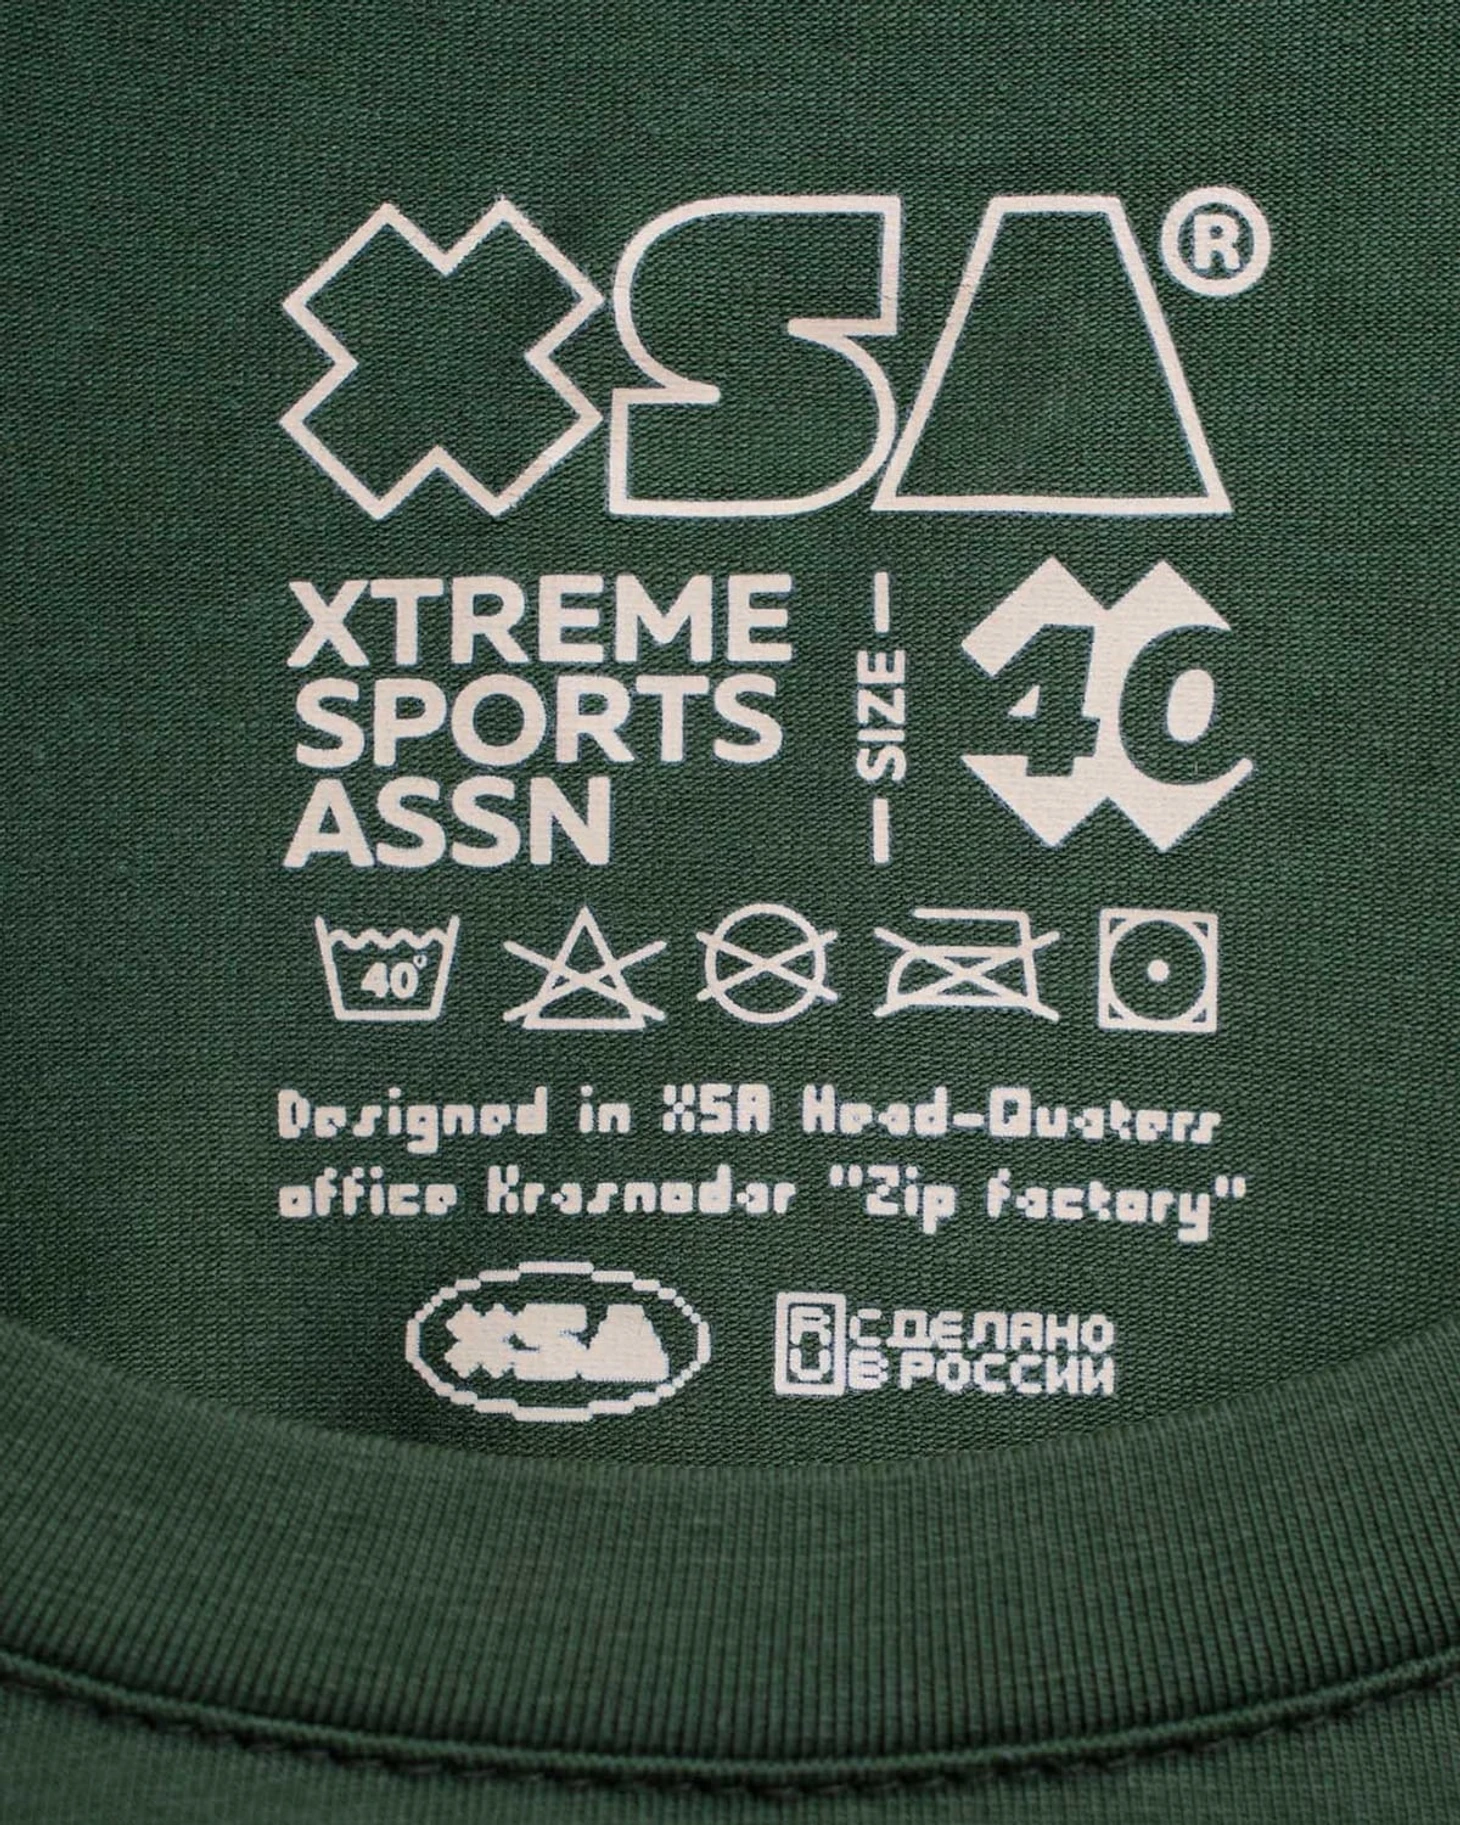 XSA®
XTREME
SPORTS
ASSN
SIZE
40
40°
Designed in XSA Head-Quaters
office Krasnodar "Zip factory"
XSA
RU
СДЕЛАНО
В РОССИИ